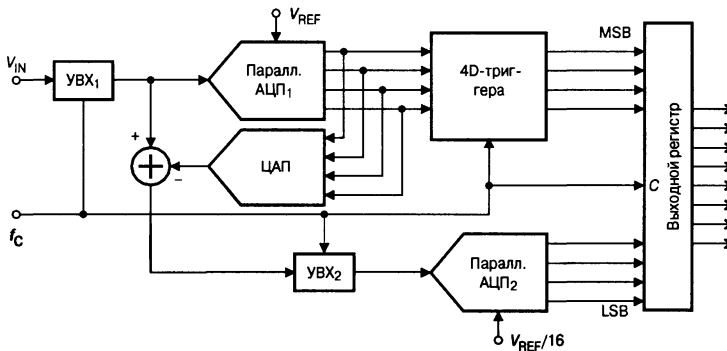 V_REF
V_IN
УВХ₁
Паралл.
АЦП₁
4D-триг-
гера
MSB
+
ЦАП
−
C
Выходной регистр
f_C
УВХ₂
Паралл.
АЦП₂
LSB
V_REF/16